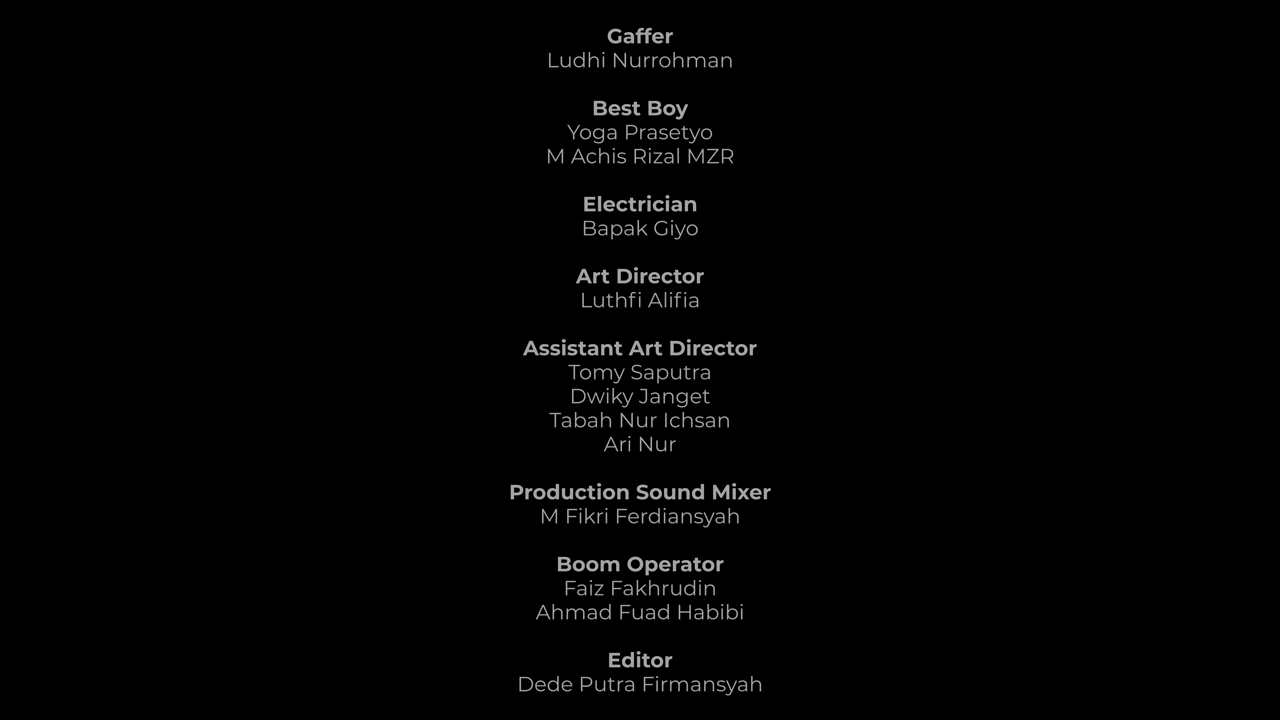 Gaffer
Ludhi Nurrohman
Best Boy
Yoga Prasetyo
M Achis Rizal MZR
Electrician
Bapak Giyo
Art Director
Luthfi Alifia
Assistant Art Director
Tomy Saputra
Dwiky Janget
Tabah Nur Ichsan
Ari Nur
Production Sound Mixer
M Fikri Ferdiansyah
Boom Operator
Faiz Fakhrudin
Ahmad Fuad Habibi
Editor
Dede Putra Firmansyah